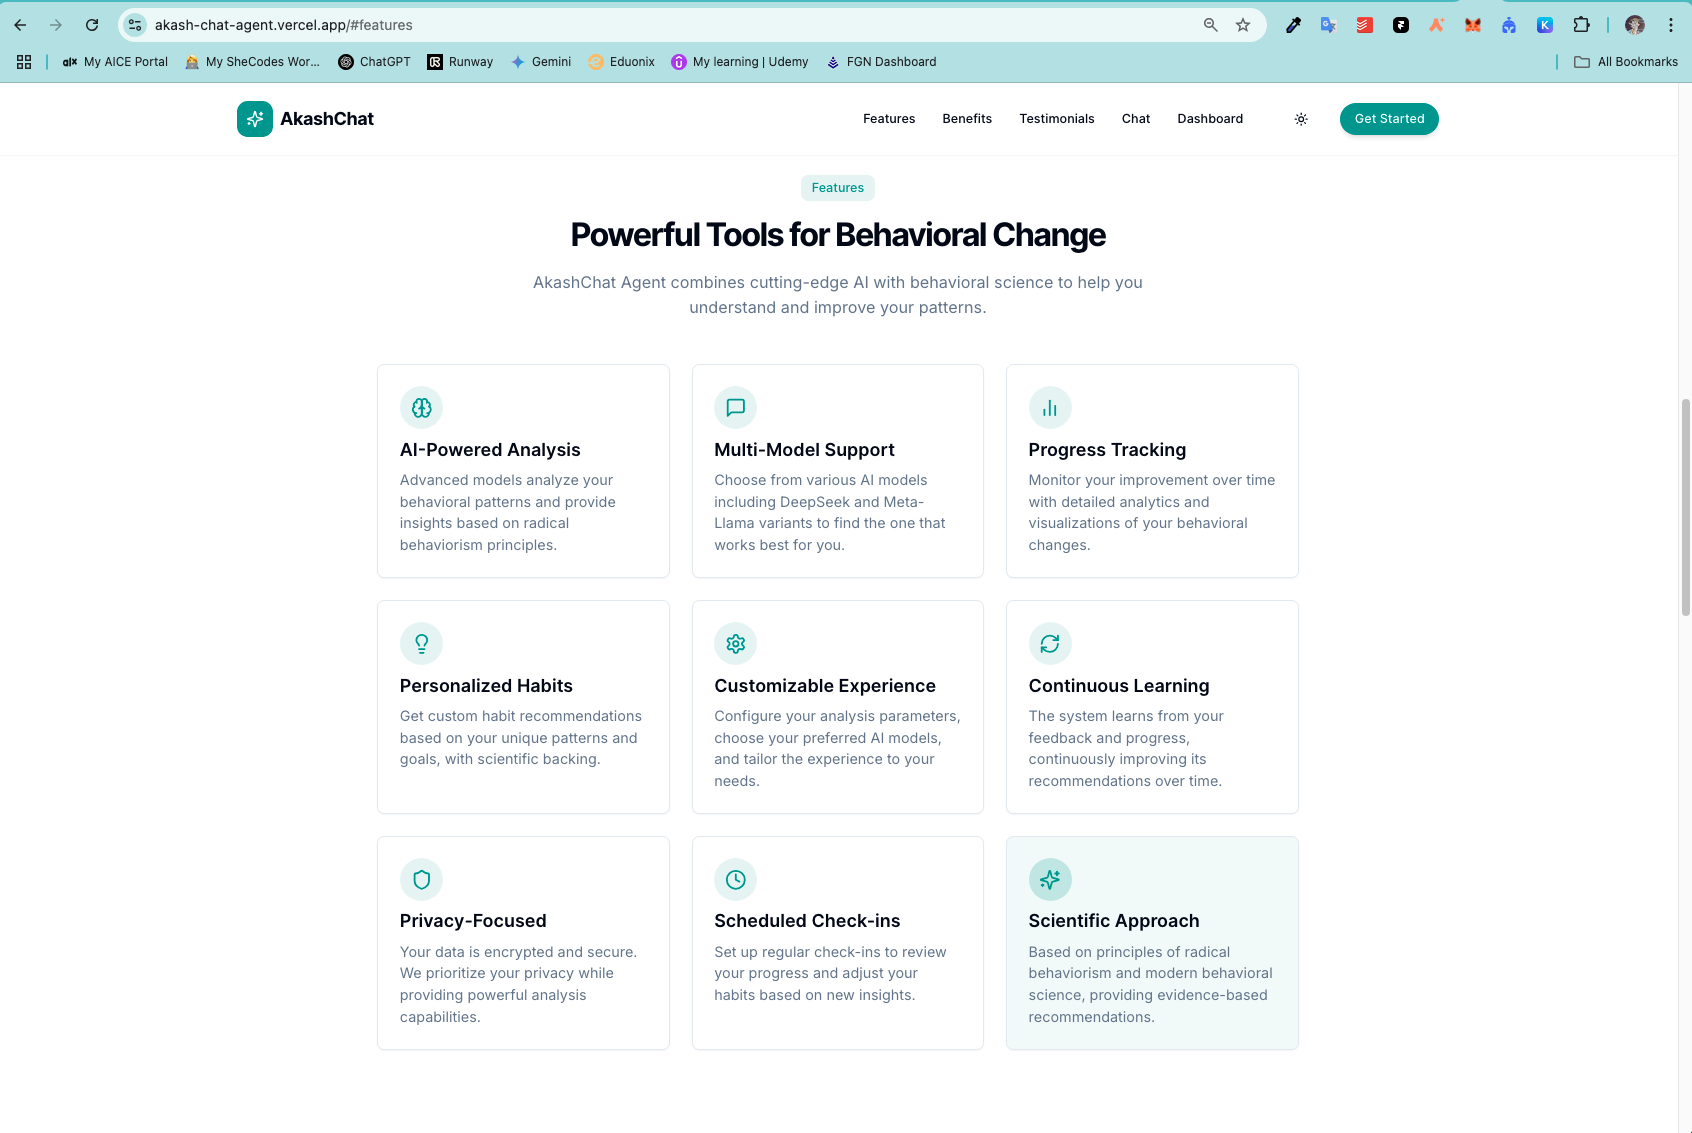 akash-chat-agent.vercel.app/#features
My AICE Portal
My SheCodes Wor...
ChatGPT
Runway
Gemini
Eduonix
My learning | Udemy
FGN Dashboard
All Bookmarks
AkashChat
Features
Benefits
Testimonials
Chat
Dashboard
Get Started
Features
Powerful Tools for Behavioral Change
AkashChat Agent combines cutting-edge AI with behavioral science to help you
understand and improve your patterns.
AI-Powered Analysis
Advanced models analyze your
behavioral patterns and provide
insights based on radical
behaviorism principles.
Multi-Model Support
Choose from various AI models
including DeepSeek and Meta-
Llama variants to find the one that
works best for you.
Progress Tracking
Monitor your improvement over time
with detailed analytics and
visualizations of your behavioral
changes.
Personalized Habits
Get custom habit recommendations
based on your unique patterns and
goals, with scientific backing.
Customizable Experience
Configure your analysis parameters,
choose your preferred AI models,
and tailor the experience to your
needs.
Continuous Learning
The system learns from your
feedback and progress,
continuously improving its
recommendations over time.
Privacy-Focused
Your data is encrypted and secure.
We prioritize your privacy while
providing powerful analysis
capabilities.
Scheduled Check-ins
Set up regular check-ins to review
your progress and adjust your
habits based on new insights.
Scientific Approach
Based on principles of radical
behaviorism and modern behavioral
science, providing evidence-based
recommendations.